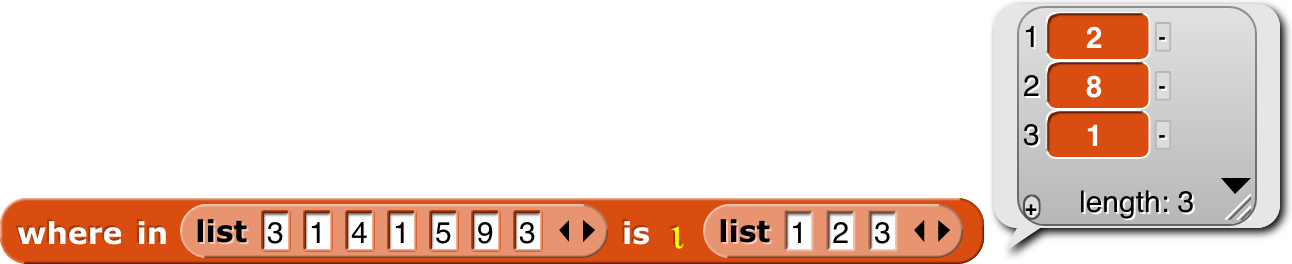 1 2 -
2 8 -
3 1 -
+ length: 3
where in list 3 1 4 1 5 9 3 is ɩ list 1 2 3